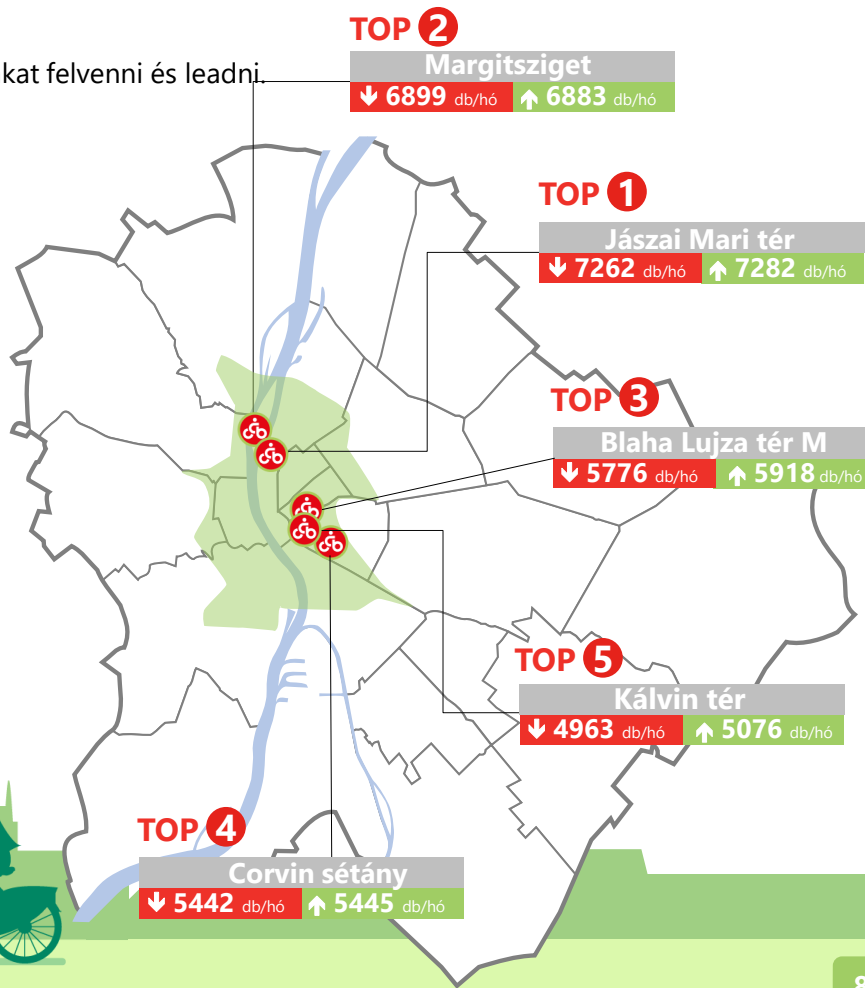 TOP 2
kat felvenni és leadni.
Margitsziget
6899 db/hó 6883 db/hó
TOP 1
Jászai Mari tér
7262 db/hó 7282 db/hó
TOP 3
Blaha Lujza tér M
5776 db/hó 5918 db/hó
TOP 5
Kálvin tér
4963 db/hó 5076 db/hó
TOP 4
Corvin sétány
5442 db/hó 5445 db/hó